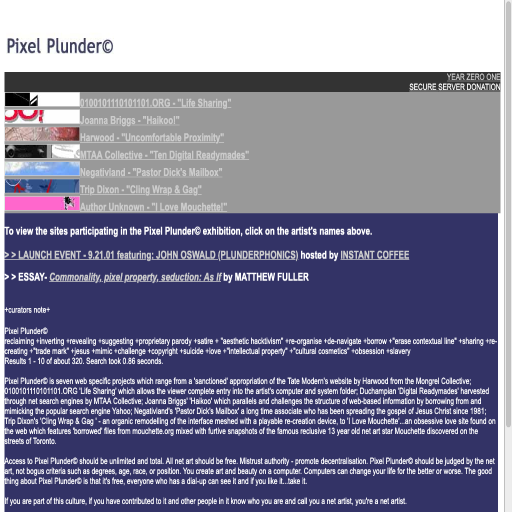 Pixel Plunder©
YEAR ZERO ONE
SECURE SERVER DONATION
0100101110101101.ORG - "Life Sharing"
Joanna Briggs - "Haikoo!"
Harwood - "Uncomfortable Proximity"
MTAA Collective - "Ten Digital Readymades"
Negativland - "Pastor Dick's Mailbox"
Trip Dixon - "Cling Wrap & Gag"
Author Unknown - "I Love Mouchette!"
To view the sites participating in the Pixel Plunder© exhibition, click on the artist's names above.
> > LAUNCH EVENT - 9.21.01 featuring: JOHN OSWALD (PLUNDERPHONICS) hosted by INSTANT COFFEE
> > ESSAY- Commonality, pixel property, seduction: As If by MATTHEW FULLER
+curators note+
Pixel Plunder©
reclaiming +inverting +revealing +suggesting +proprietary parody +satire + "aesthetic hacktivism" +re-organise +de-navigate +borrow +"erase contextual line" +sharing +re-
creating +"trade mark" +jesus +mimic +challenge +copyright +suicide +love +"intellectual property" +"cultural cosmetics" +obsession +slavery
Results 1 - 10 of about 320. Search took 0.86 seconds.
Pixel Plunder© is seven web specific projects which range from a 'sanctioned' appropriation of the Tate Modern's website by Harwood from the Mongrel Collective;
0100101110101101.ORG 'Life Sharing' which allows the viewer complete entry into the artist's computer and system folder; Duchampian 'Digital Readymades' harvested
through net search engines by MTAA Collective; Joanna Briggs' 'Haikoo' which parallels and challenges the structure of web-based information by borrowing from and
mimicking the popular search engine Yahoo; Negativland's 'Pastor Dick's Mailbox' a long time associate who has been spreading the gospel of Jesus Christ since 1981;
Trip Dixon's 'Cling Wrap & Gag ' - an organic remodelling of the interface meshed with a playable re-creation device, to 'I Love Mouchette'...an obsessive love site found on
the web which features 'borrowed' files from mouchette.org mixed with furtive snapshots of the famous reclusive 13 year old net art star Mouchette discovered on the
streets of Toronto.
Access to Pixel Plunder© should be unlimited and total. All net art should be free. Mistrust authority - promote decentralisation. Pixel Plunder© should be judged by the net
art, not bogus criteria such as degrees, age, race, or position. You create art and beauty on a computer. Computers can change your life for the better or worse. The good
thing about Pixel Plunder© is that it's free, everyone who has a dial-up can see it and if you like it...take it.
If you are part of this culture, if you have contributed to it and other people in it know who you are and call you a net artist, you're a net artist.